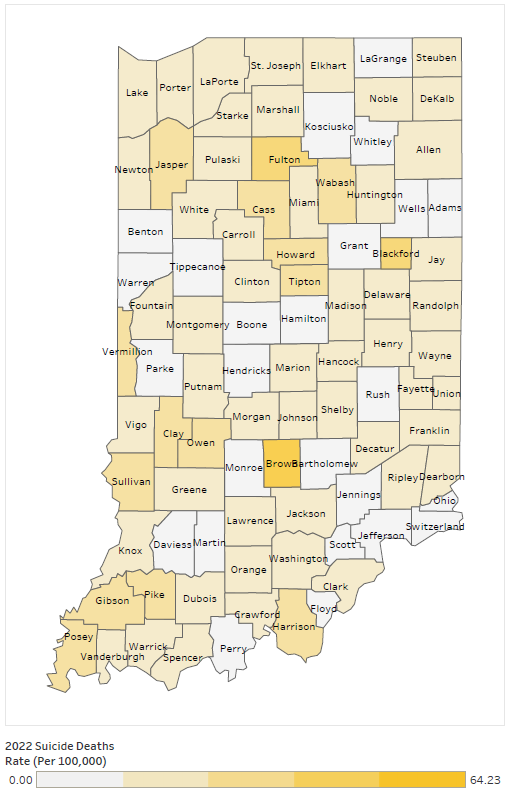 St. Joseph
Elkhart
LaGrange
Steuben
LaPorte
Porter
Lake
Noble
DeKalb
Starke
Marshall
Kosciusko
Whitley
Allen
Newton
Jasper
Pulaski
Fulton
Wabash
Huntington
Miami
Wells
Adams
White
Cass
Benton
Carroll
Grant
Blackford
Jay
Howard
Tippecanoe
Warren
Clinton
Tipton
Fountain
Madison
Delaware
Randolph
Montgomery
Boone
Hamilton
Vermillion
Henry
Wayne
Parke
Hendricks
Marion
Hancock
Putnam
Rush
Fayette
Union
Vigo
Morgan
Johnson
Shelby
Franklin
Clay
Owen
Decatur
Monroe
Brown
Bartholomew
Sullivan
Greene
Ripley
Dearborn
Jennings
Ohio
Lawrence
Jackson
Switzerland
Jefferson
Knox
Daviess
Martin
Scott
Washington
Orange
Clark
Gibson
Pike
Dubois
Crawford
Floyd
Harrison
Posey
Vanderburgh
Warrick
Spencer
Perry
2022 Suicide Deaths
Rate (Per 100,000)
0.00
64.23